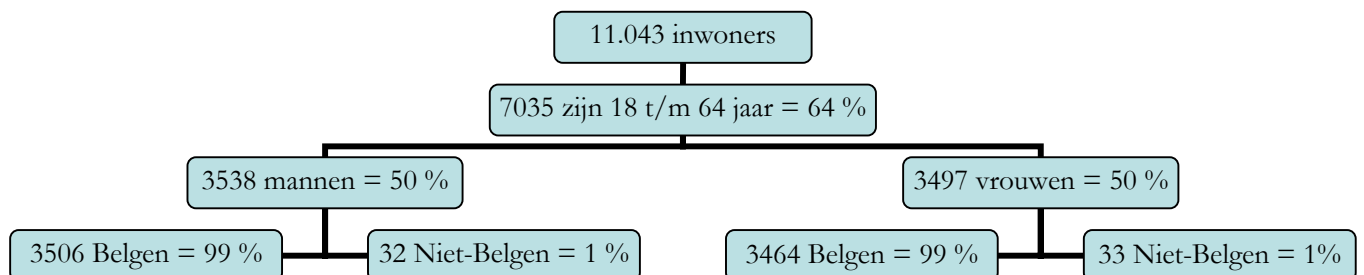 11.043 inwoners
7035 zijn 18 t/m 64 jaar = 64 %
3538 mannen = 50 %
3497 vrouwen = 50 %
3506 Belgen = 99 %
32 Niet-Belgen = 1 %
3464 Belgen = 99 %
33 Niet-Belgen = 1%